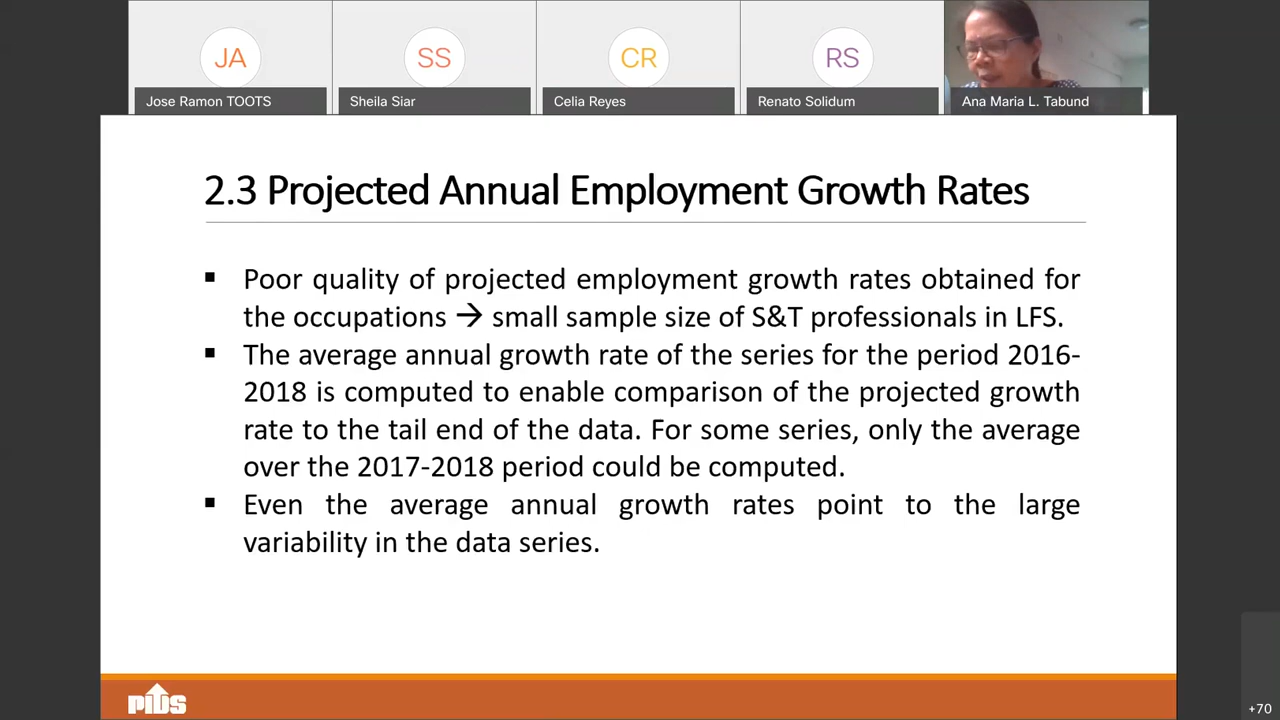 JA
SS
CR
RS
Jose Ramon TOOTS
Sheila Siar
Celia Reyes
Renato Solidum
Ana Maria L. Tabund
2.3 Projected Annual Employment Growth Rates
▪ Poor quality of projected employment growth rates obtained for
the occupations → small sample size of S&T professionals in LFS.
▪ The average annual growth rate of the series for the period 2016-
2018 is computed to enable comparison of the projected growth
rate to the tail end of the data. For some series, only the average
over the 2017-2018 period could be computed.
▪ Even the average annual growth rates point to the large
variability in the data series.
PIDS
+70